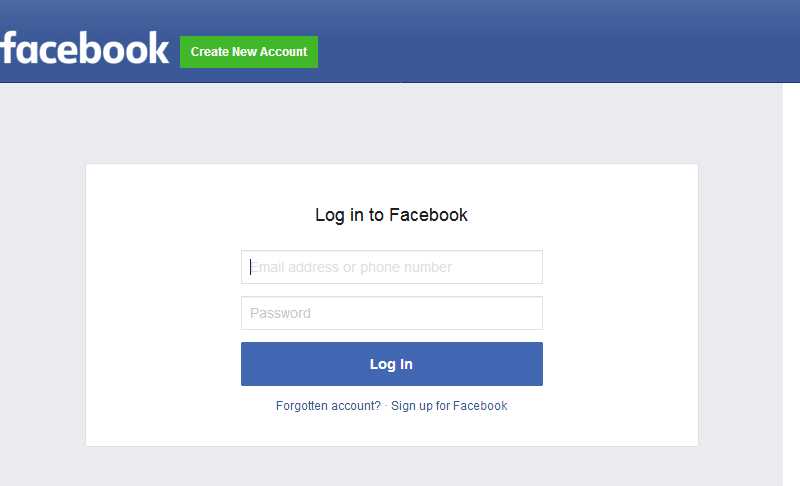 facebook
Create New Account
Log in to Facebook
Email address or phone number
Password
Log In
Forgotten account? · Sign up for Facebook